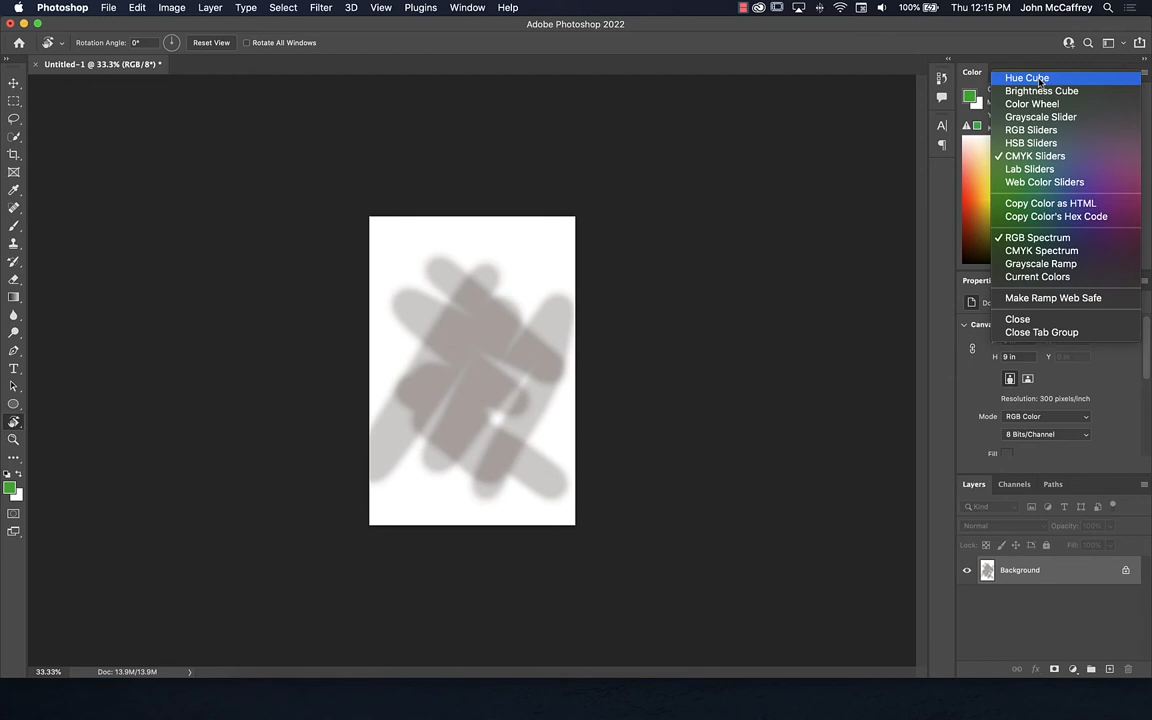 Photoshop File Edit Image Layer Type Select Filter 3D View Plugins Window Help 100% Thu 12:15 PM John McCaffrey
Adobe Photoshop 2022
Rotation Angle: 0° Reset View Rotate All Windows
× Untitled-1 @ 33.3% (RGB/8*) *
Color
Hue Cube
Brightness Cube
Color Wheel
Grayscale Slider
RGB Sliders
HSB Sliders
✓ CMYK Sliders
Lab Sliders
Web Color Sliders
Copy Color as HTML
Copy Color's Hex Code
✓ RGB Spectrum
CMYK Spectrum
Grayscale Ramp
Current Colors
Make Ramp Web Safe
Close
Close Tab Group
H 9 in Y
Resolution: 300 pixels/inch
Mode RGB Color
8 Bits/Channel
Fill
Layers Channels Paths
Kind
Normal Opacity: 100%
Lock: Fill: 100%
Background
33.33% Doc: 13.9M/13.9M